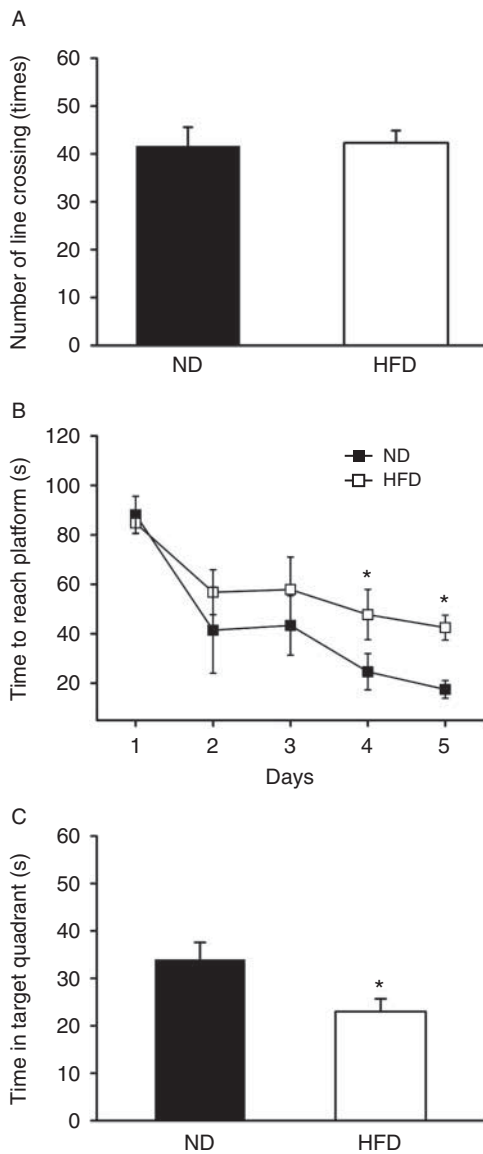 A
Number of line crossing (times)
60
50
40
30
20
10
0
ND HFD
B
Time to reach platform (s)
120
100
80
60
40
20
ND
HFD
*
*
1 2 3 4 5
Days
C
Time in target quadrant (s)
60
50
40
30
20
10
0
*
ND HFD